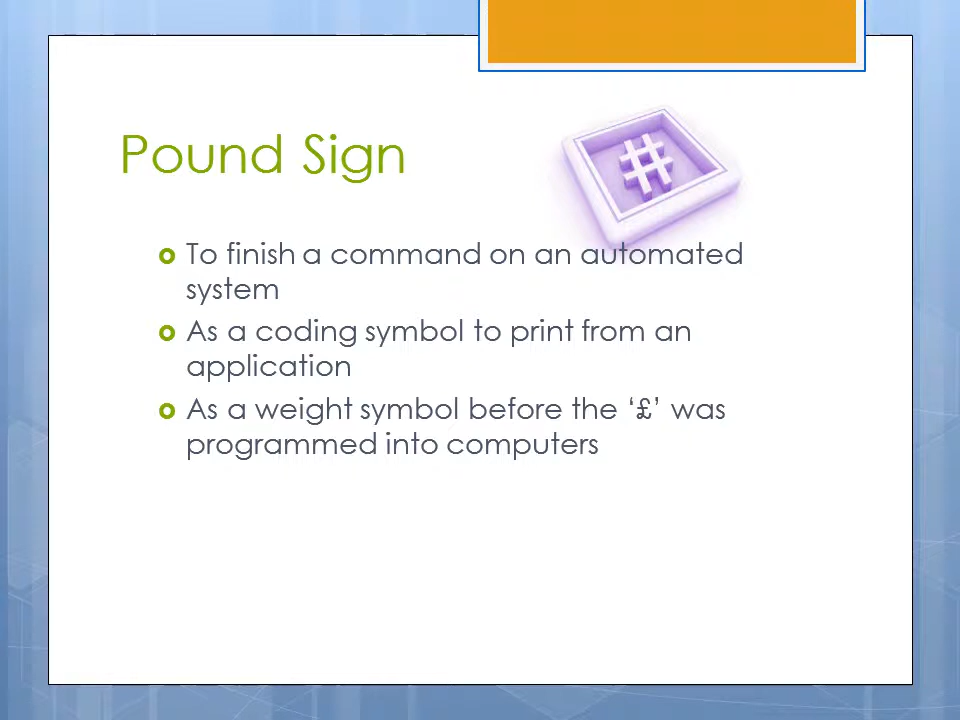 Pound Sign
#
To finish a command on an automated
system
As a coding symbol to print from an
application
As a weight symbol before the ‘£’ was
programmed into computers